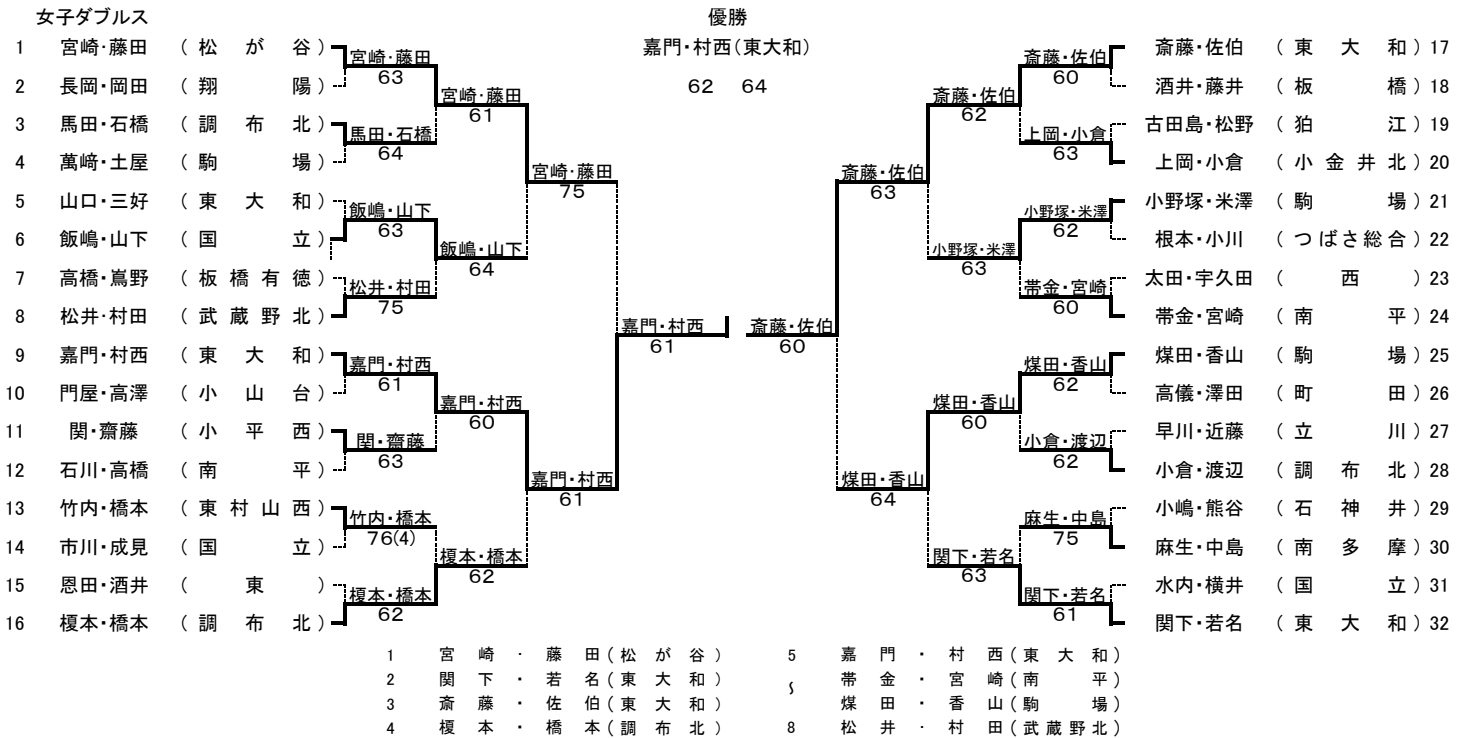 女子ダブルス
優勝
嘉門・村西(東大和)
62 64
1 宮崎・藤田 (松が谷)
2 長岡・岡田 (翔陽)
3 馬田・石橋 (調布北)
4 萬﨑・土屋 (駒場)
5 山口・三好 (東大和)
6 飯嶋・山下 (国立)
7 高橋・嶌野 (板橋有徳)
8 松井・村田 (武蔵野北)
9 嘉門・村西 (東大和)
10 門屋・高澤 (小山台)
11 関・齋藤 (小平西)
12 石川・高橋 (南平)
13 竹内・橋本 (東村山西)
14 市川・成見 (国立)
15 恩田・酒井 (東)
16 榎本・橋本 (調布北)
宮崎・藤田
63
馬田・石橋
64
飯嶋・山下
63
松井・村田
75
嘉門・村西
61
関・齋藤
63
竹内・橋本
76(4)
榎本・橋本
62
宮崎・藤田
61
飯嶋・山下
64
嘉門・村西
60
榎本・橋本
62
宮崎・藤田
75
嘉門・村西
61
嘉門・村西
61
斎藤・佐伯
60
斎藤・佐伯
63
煤田・香山
64
斎藤・佐伯
62
小野塚・米澤
63
煤田・香山
60
関下・若名
63
斎藤・佐伯
60
上岡・小倉
63
小野塚・米澤
62
帯金・宮崎
60
煤田・香山
62
小倉・渡辺
62
麻生・中島
75
関下・若名
61
斎藤・佐伯 (東大和) 17
酒井・藤井 (板橋) 18
古田島・松野 (狛江) 19
上岡・小倉 (小金井北) 20
小野塚・米澤 (駒場) 21
根本・小川 (つばさ総合) 22
太田・宇久田 (西) 23
帯金・宮崎 (南平) 24
煤田・香山 (駒場) 25
高儀・澤田 (町田) 26
早川・近藤 (立川) 27
小倉・渡辺 (調布北) 28
小嶋・熊谷 (石神井) 29
麻生・中島 (南多摩) 30
水内・横井 (国立) 31
関下・若名 (東大和) 32
1 宮崎・藤田(松が谷)
2 関下・若名(東大和)
3 斎藤・佐伯(東大和)
4 榎本・橋本(調布北)
5 嘉門・村西(東大和)
帯金・宮崎(南平)
∽
煤田・香山(駒場)
8 松井・村田(武蔵野北)